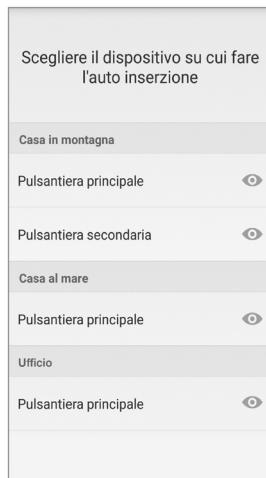 Scegliere il dispositivo su cui fare
l'auto inserzione
Casa in montagna
Pulsantiera principale
Pulsantiera secondaria
Casa al mare
Pulsantiera principale
Ufficio
Pulsantiera principale